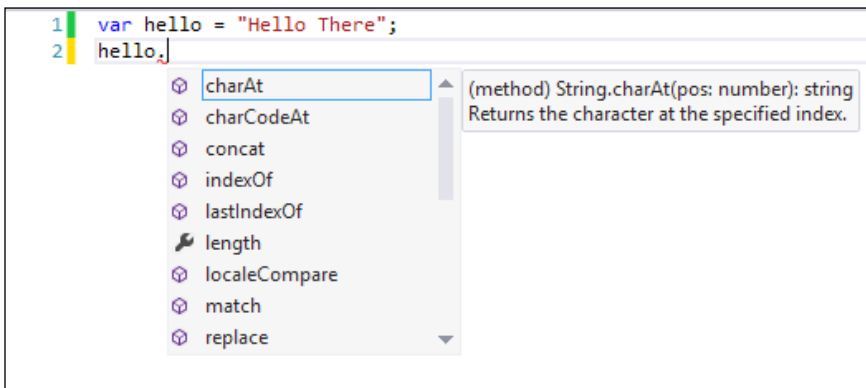 1 var hello = "Hello There";
2 hello.
charAt
(method) String.charAt(pos: number): string
Returns the character at the specified index.
charCodeAt
concat
indexOf
lastIndexOf
length
localeCompare
match
replace